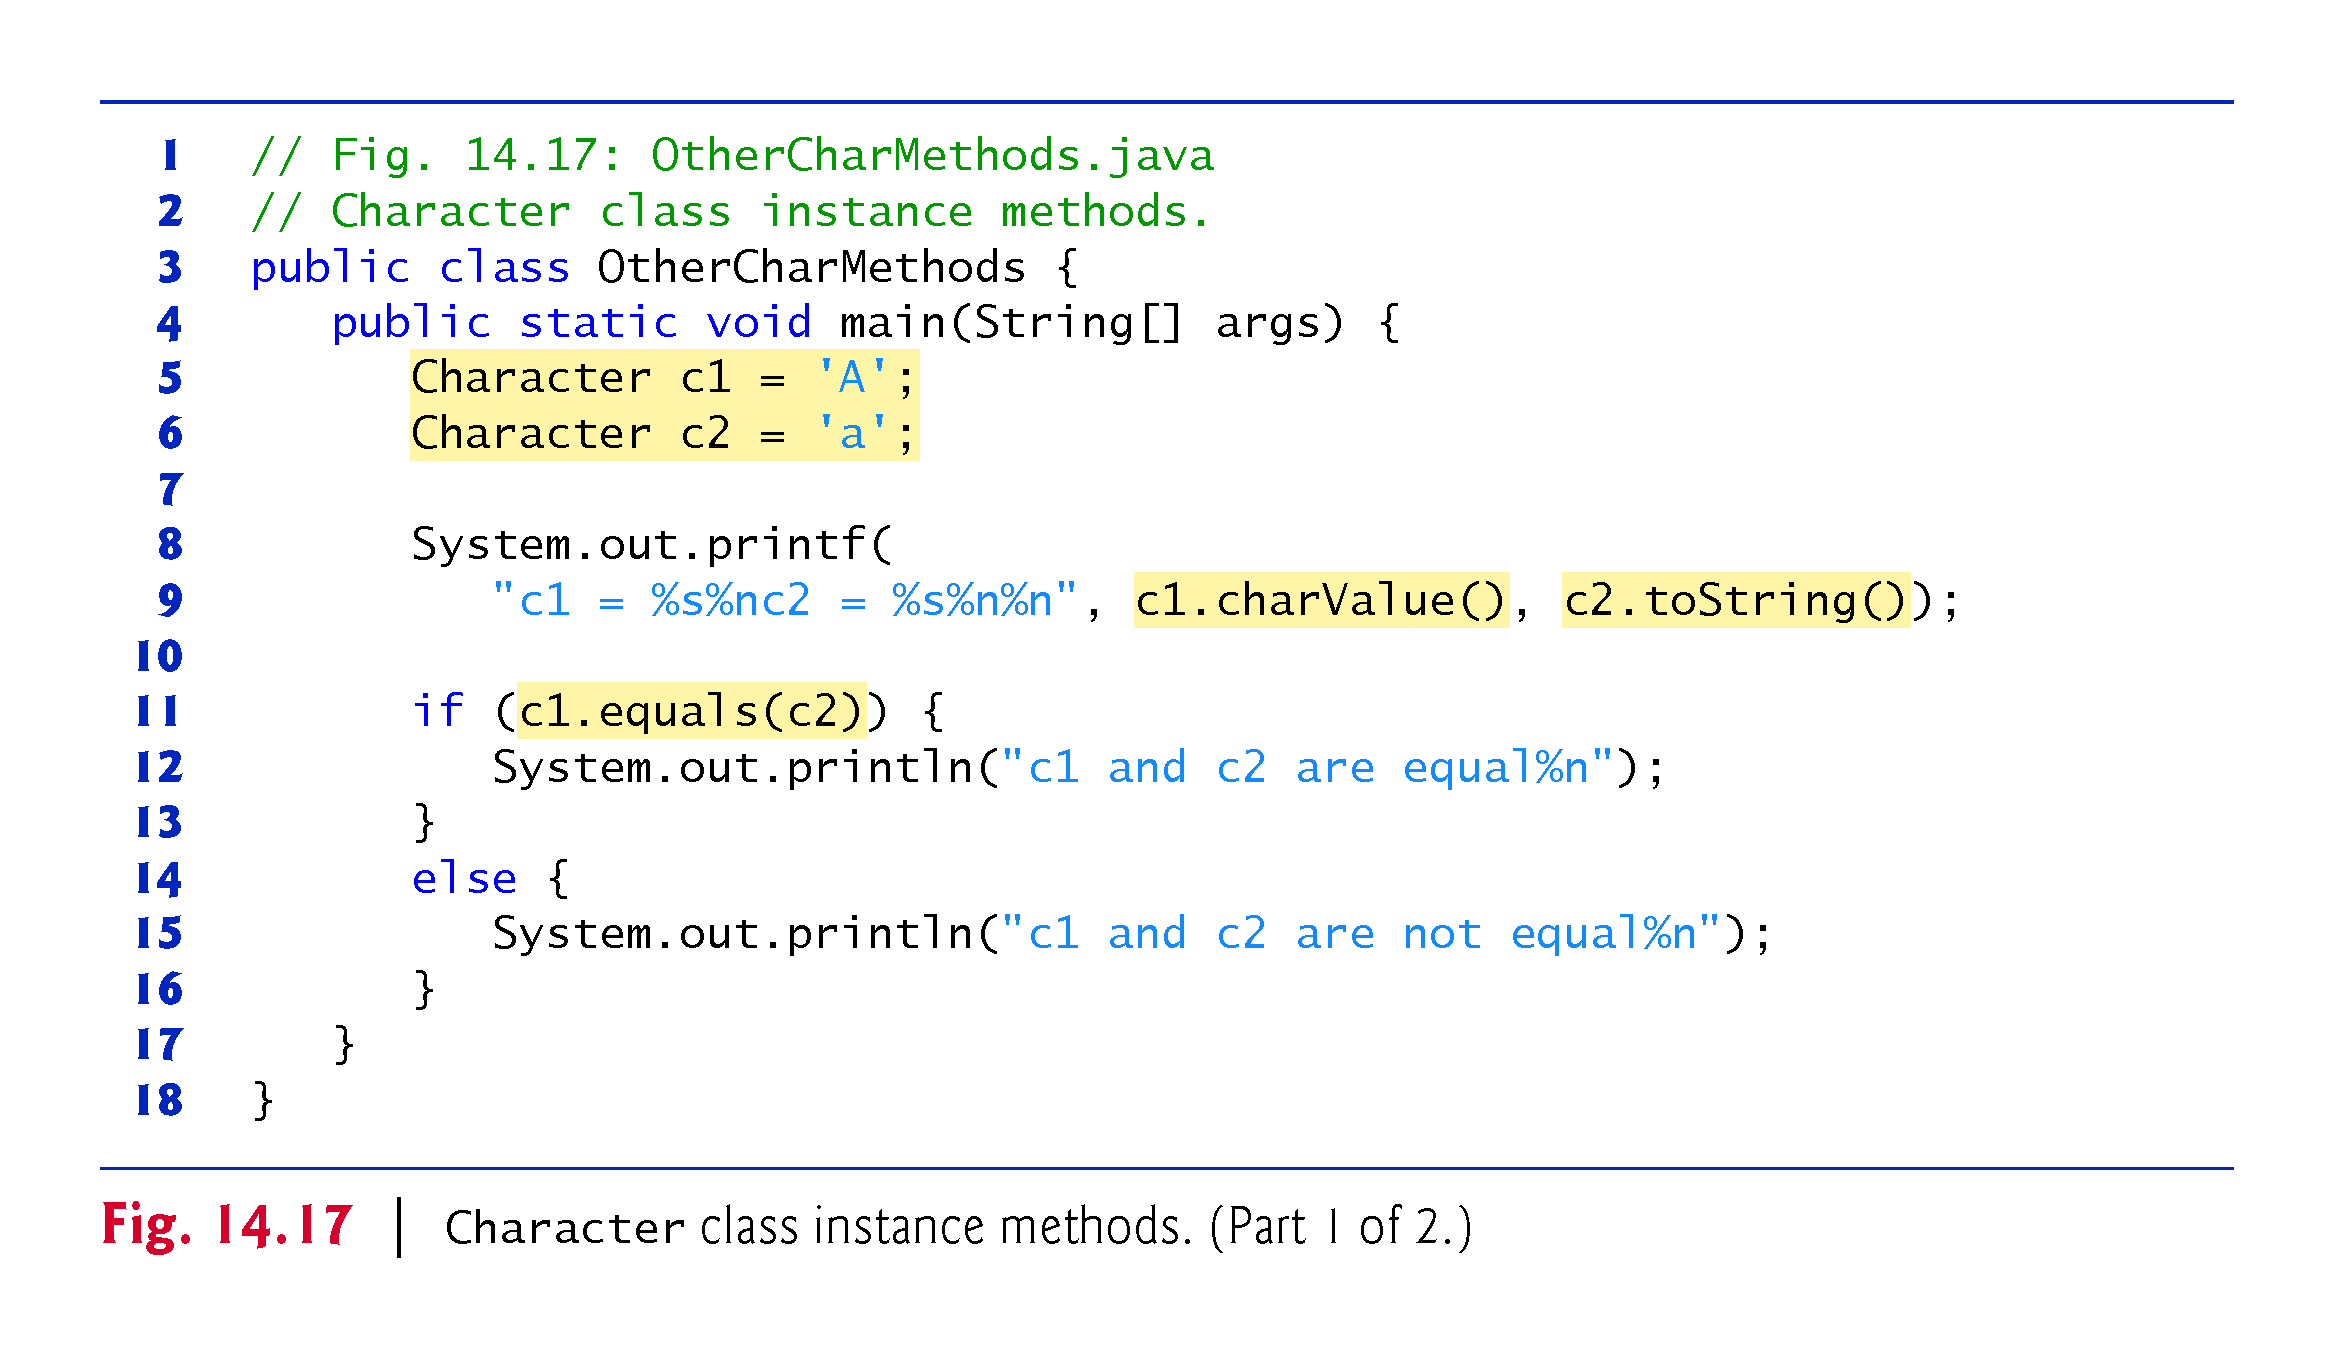 1 // Fig. 14.17: OtherCharMethods.java
2 // Character class instance methods.
3 public class OtherCharMethods {
4    public static void main(String[] args) {
5       Character c1 = 'A';
6       Character c2 = 'a';
7
8       System.out.printf(
9          "c1 = %s%nc2 = %s%n%n", c1.charValue(), c2.toString());
10
11       if (c1.equals(c2)) {
12          System.out.println("c1 and c2 are equal%n");
13       }
14       else {
15          System.out.println("c1 and c2 are not equal%n");
16       }
17    }
18 }
Fig. 14.17 | Character class instance methods. (Part 1 of 2.)